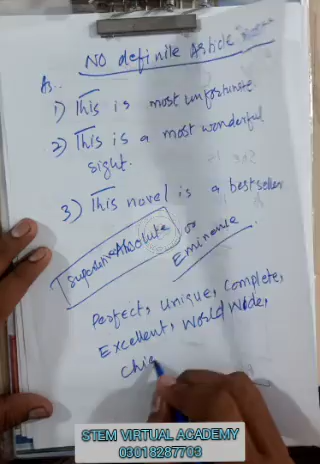 No definite Article
As..
1) This is most unfortunate.
2) This is a most wonderful
sight.
3) This novel is a bestseller
Superlative Absolute or
Eminence.
Perfect, unique, complete,
Excellent, World Wide,
chie
STEM VIRTUAL ACADEMY
03018287703